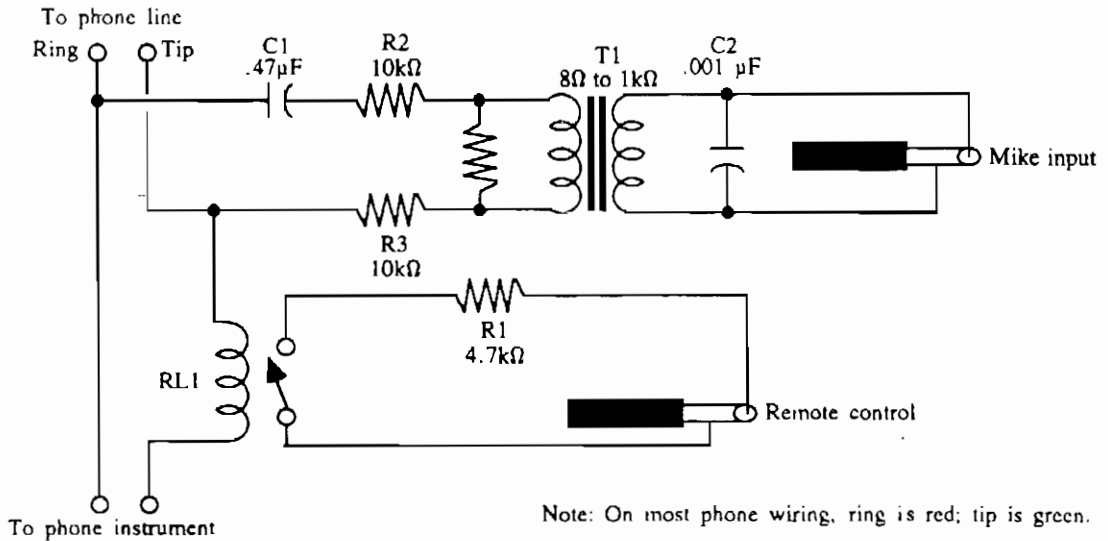 To phone line
Ring
Tip
C1
.47µF
R2
10kΩ
T1
8Ω to 1kΩ
C2
.001 µF
Mike input
R3
10kΩ
R1
4.7kΩ
RL1
Remote control
To phone instrument
Note: On most phone wiring, ring is red; tip is green.